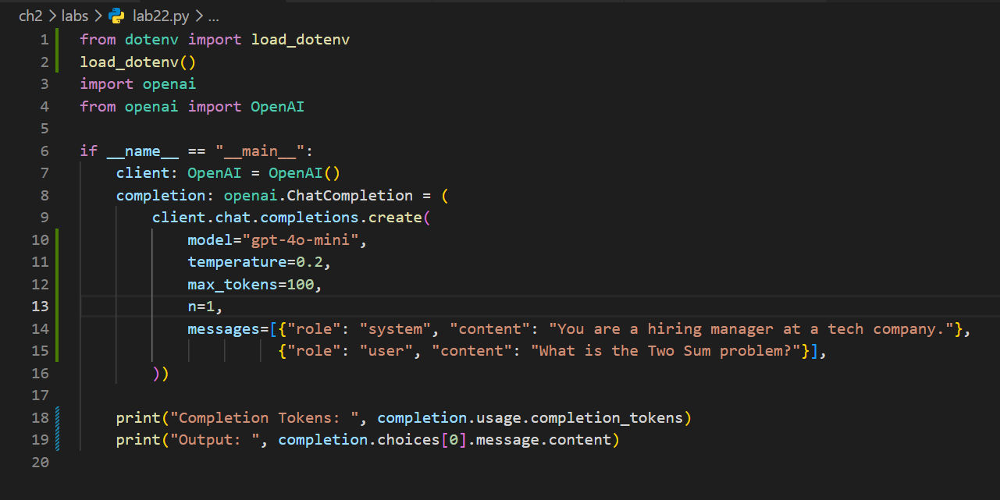 ch2 > labs > lab22.py > ...
1 from dotenv import load_dotenv
2 load_dotenv()
3 import openai
4 from openai import OpenAI
5
6 if __name__ == "__main__":
7     client: OpenAI = OpenAI()
8     completion: openai.ChatCompletion = (
9         client.chat.completions.create(
10             model="gpt-4o-mini",
11             temperature=0.2,
12             max_tokens=100,
13             n=1,
14             messages=[{"role": "system", "content": "You are a hiring manager at a tech company."},
15                       {"role": "user", "content": "What is the Two Sum problem?"}],
16         ))
17
18     print("Completion Tokens: ", completion.usage.completion_tokens)
19     print("Output: ", completion.choices[0].message.content)
20